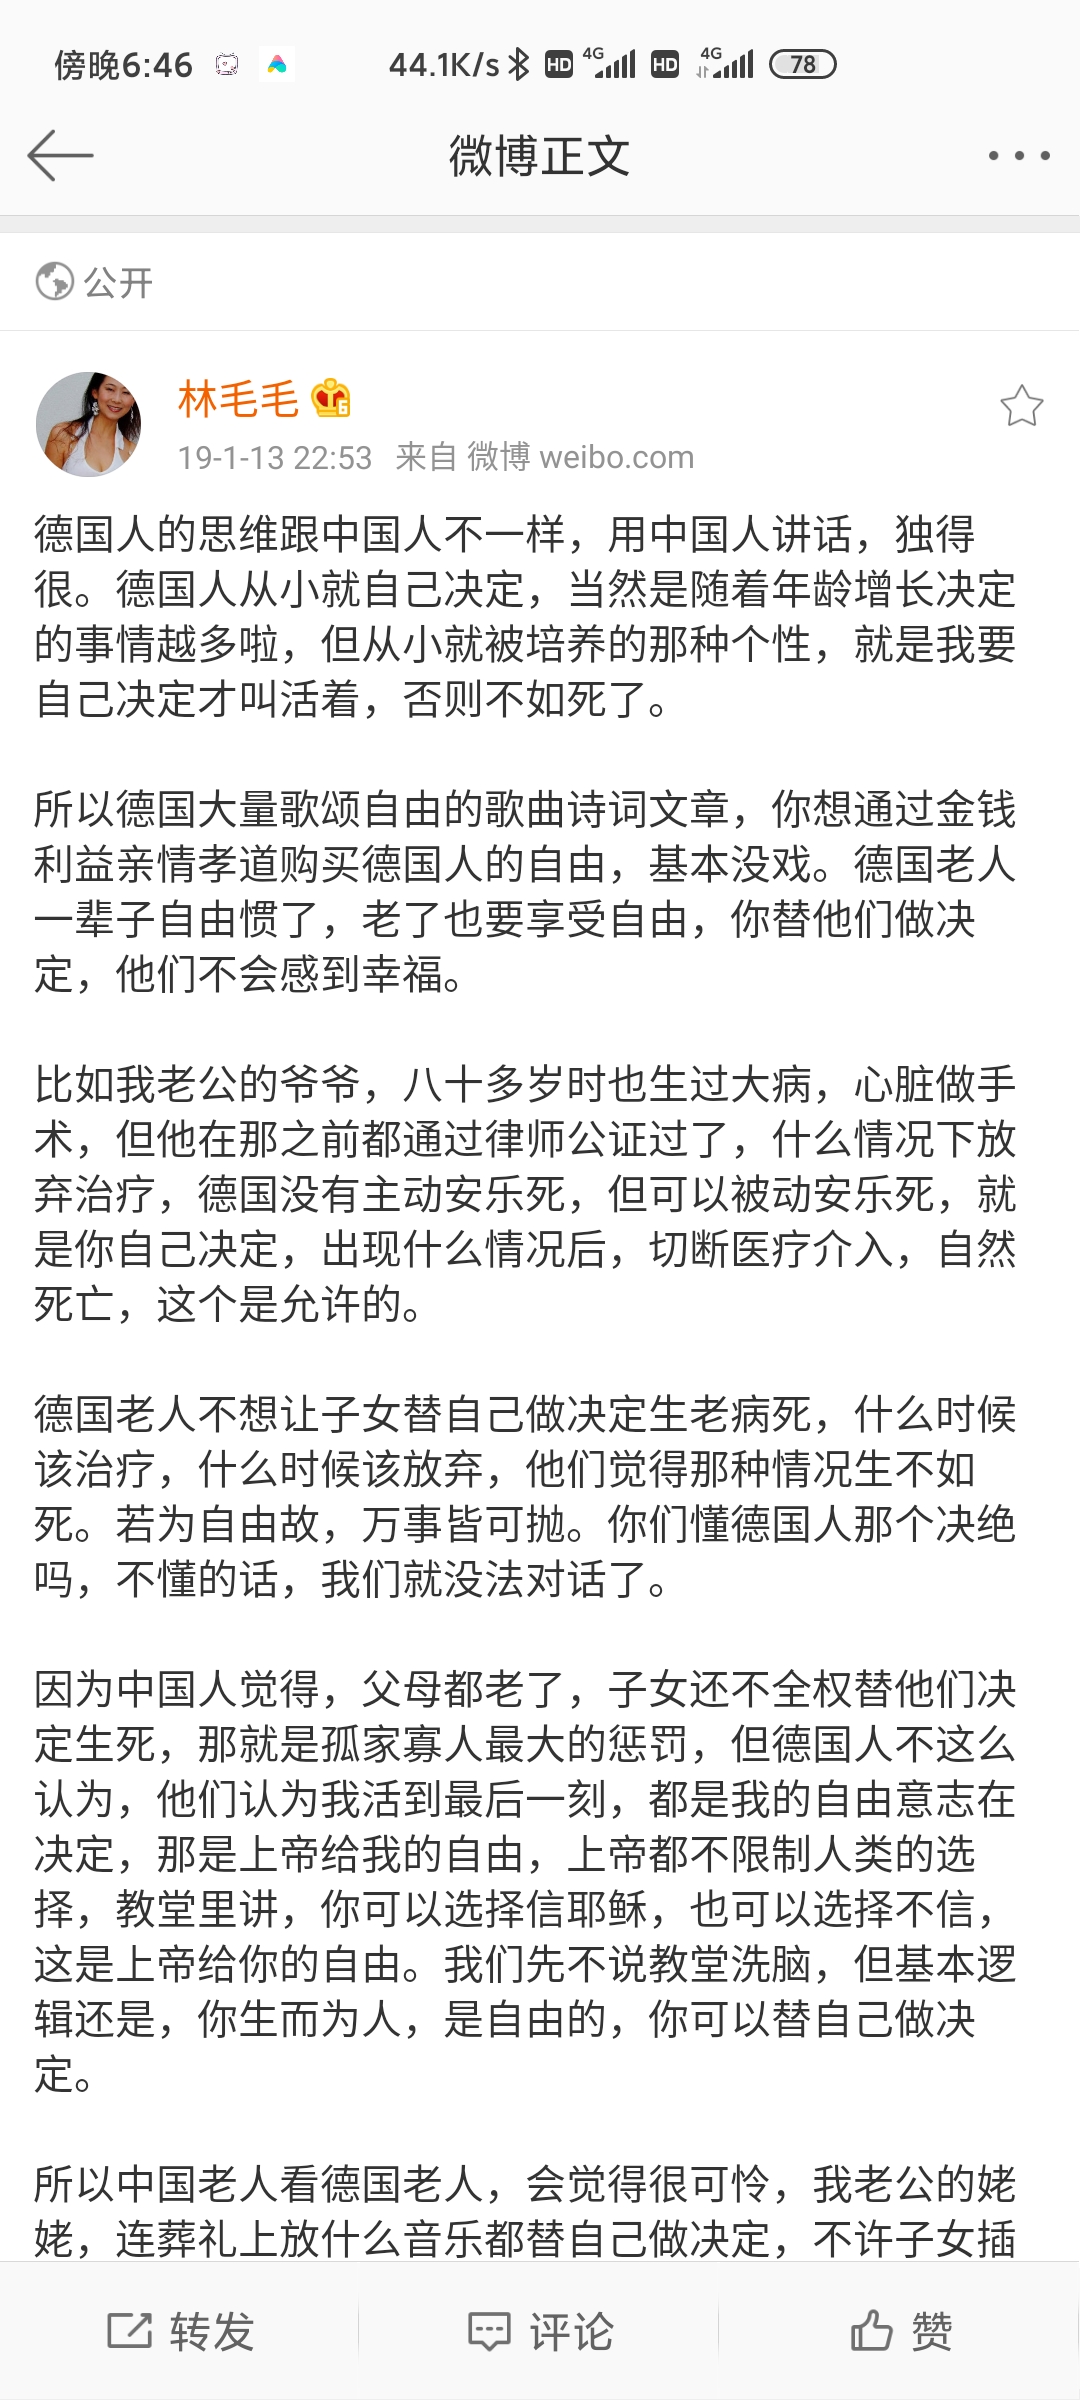 傍晚6:46 44.1K/s HD 4G HD 4G 78
微博正文
公开
林毛毛 6
19-1-13 22:53 来自 微博 weibo.com
德国人的思维跟中国人不一样，用中国人讲话，独得
很。德国人从小就自己决定，当然是随着年龄增长决定
的事情越多啦，但从小就被培养的那种个性，就是我要
自己决定才叫活着，否则不如死了。
所以德国大量歌颂自由的歌曲诗词文章，你想通过金钱
利益亲情孝道购买德国人的自由，基本没戏。德国老人
一辈子自由惯了，老了也要享受自由，你替他们做决
定，他们不会感到幸福。
比如我老公的爷爷，八十多岁时也生过大病，心脏做手
术，但他在那之前都通过律师公证过了，什么情况下放
弃治疗，德国没有主动安乐死，但可以被动安乐死，就
是你自己决定，出现什么情况后，切断医疗介入，自然
死亡，这个是允许的。
德国老人不想让子女替自己做决定生老病死，什么时候
该治疗，什么时候该放弃，他们觉得那种情况生不如
死。若为自由故，万事皆可抛。你们懂德国人那个决绝
吗，不懂的话，我们就没法对话了。
因为中国人觉得，父母都老了，子女还不全权替他们决
定生死，那就是孤家寡人最大的惩罚，但德国人不这么
认为，他们认为我活到最后一刻，都是我的自由意志在
决定，那是上帝给我的自由，上帝都不限制人类的选
择，教堂里讲，你可以选择信耶稣，也可以选择不信，
这是上帝给你的自由。我们先不说教堂洗脑，但基本逻
辑还是，你生而为人，是自由的，你可以替自己做决
定。
所以中国老人看德国老人，会觉得很可怜，我老公的姥
姥，连葬礼上放什么音乐都替自己做决定，不许子女插
转发 评论 赞